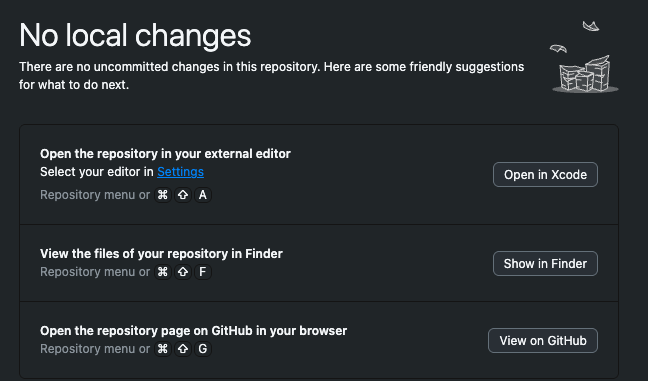 No local changes
There are no uncommitted changes in this repository. Here are some friendly suggestions
for what to do next.
Open the repository in your external editor
Select your editor in Settings
Repository menu or ⌘ ⇧ A
Open in Xcode
View the files of your repository in Finder
Repository menu or ⌘ ⇧ F
Show in Finder
Open the repository page on GitHub in your browser
Repository menu or ⌘ ⇧ G
View on GitHub